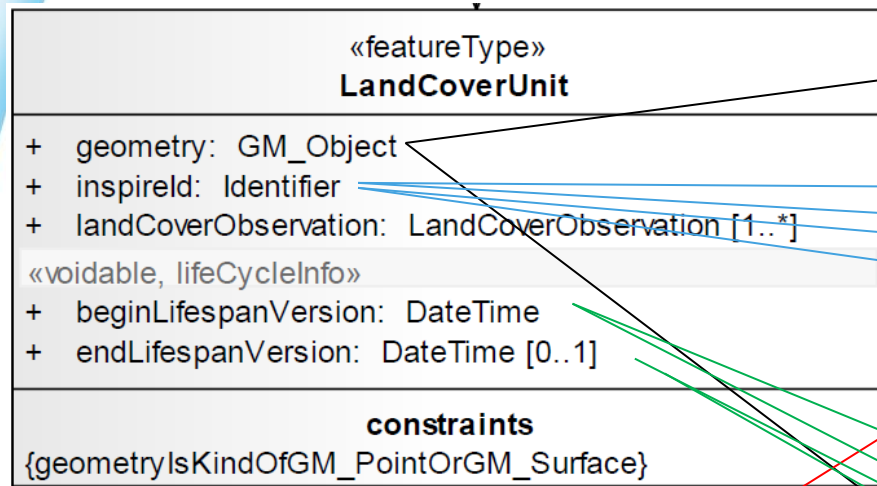 «featureType»
LandCoverUnit
+ geometry: GM_Object
+ inspireId: Identifier
+ landCoverObservation: LandCoverObservation [1..*]
«voidable, lifeCycleInfo»
+ beginLifespanVersion: DateTime
+ endLifespanVersion: DateTime [0..1]
constraints
{geometryIsKindOfGM_PointOrGM_Surface}